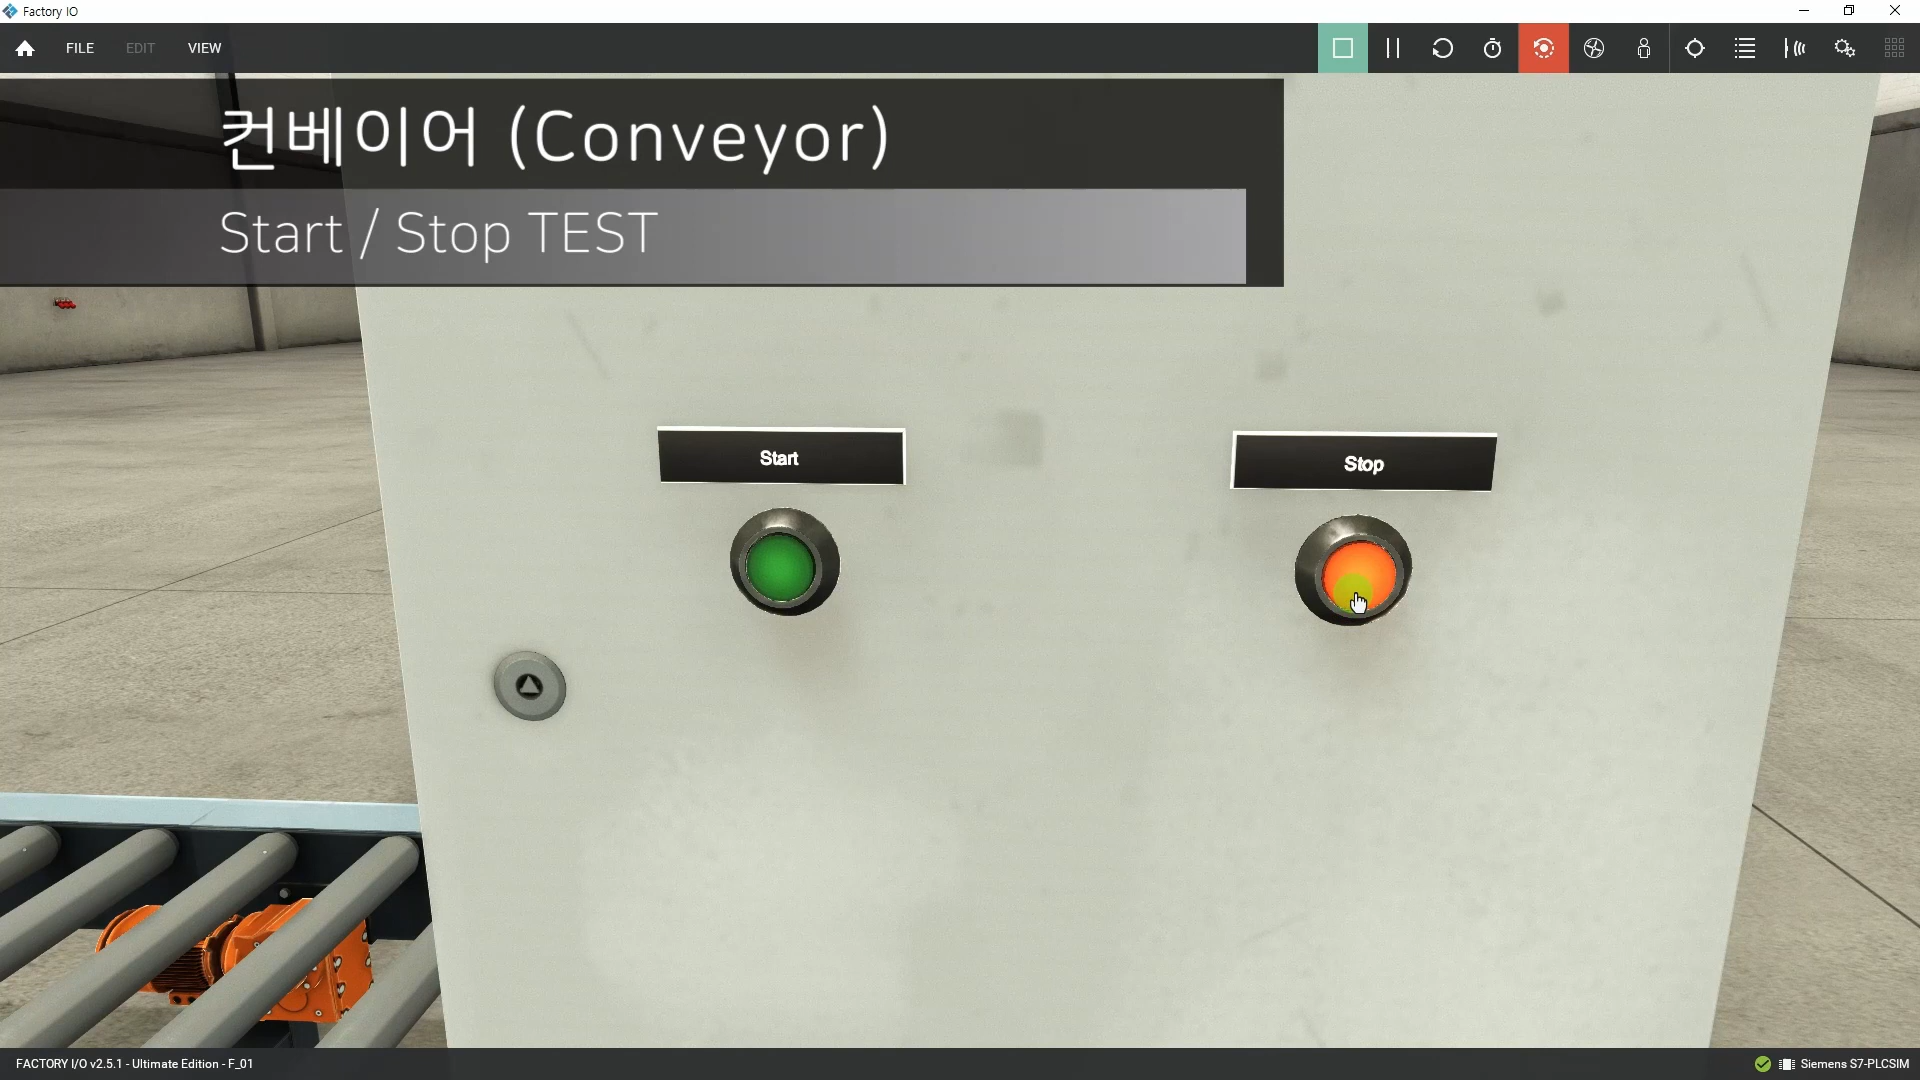 Factory IO
FILE EDIT VIEW
컨베이어 (Conveyor)
Start / Stop TEST
Start
Stop
FACTORY I/O v2.5.1 - Ultimate Edition - F_01
Siemens S7-PLCSIM